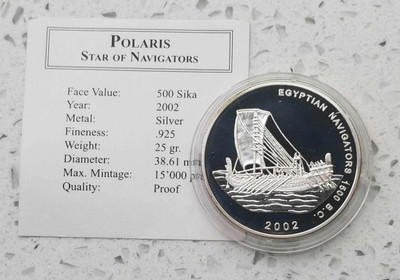 POLARIS
STAR OF NAVIGATORS
Face Value: 500 Sika
Year: 2002
Metal: Silver
Fineness: .925
Weight: 25 gr.
Diameter: 38.61 mm
Max. Mintage: 15'000
Quality: Proof
EGYPTIAN NAVIGATORS 1500 B.C.
2002